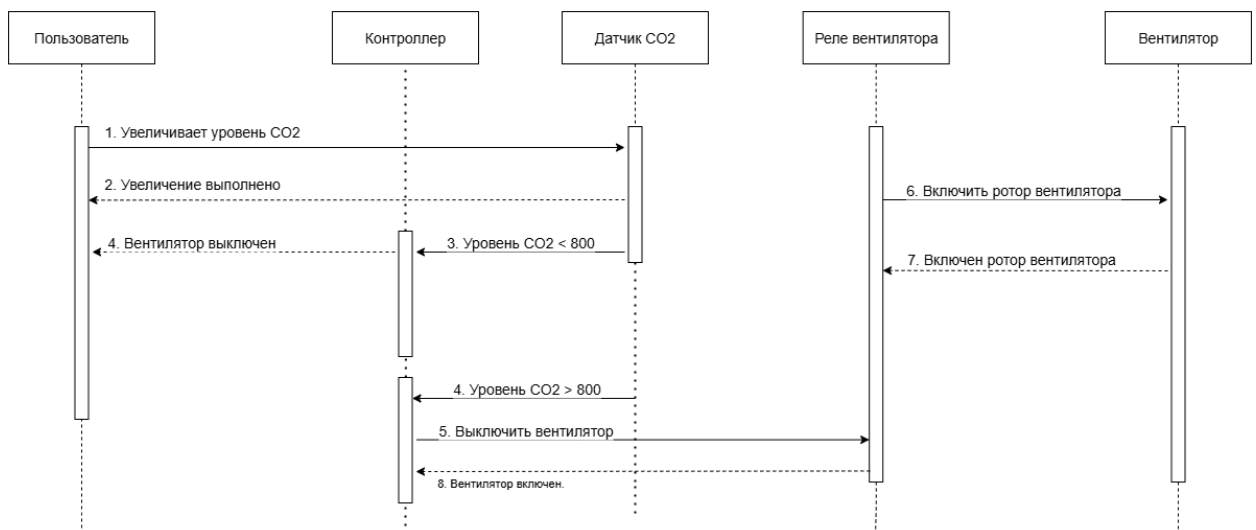 Пользователь
Контроллер
Датчик CO2
Реле вентилятора
Вентилятор
1. Увеличивает уровень CO2
2. Увеличение выполнено
6. Включить ротор вентилятора
4. Вентилятор выключен
3. Уровень CO2 < 800
7. Включен ротор вентилятора
4. Уровень CO2 > 800
5. Выключить вентилятор
8. Вентилятор включен.